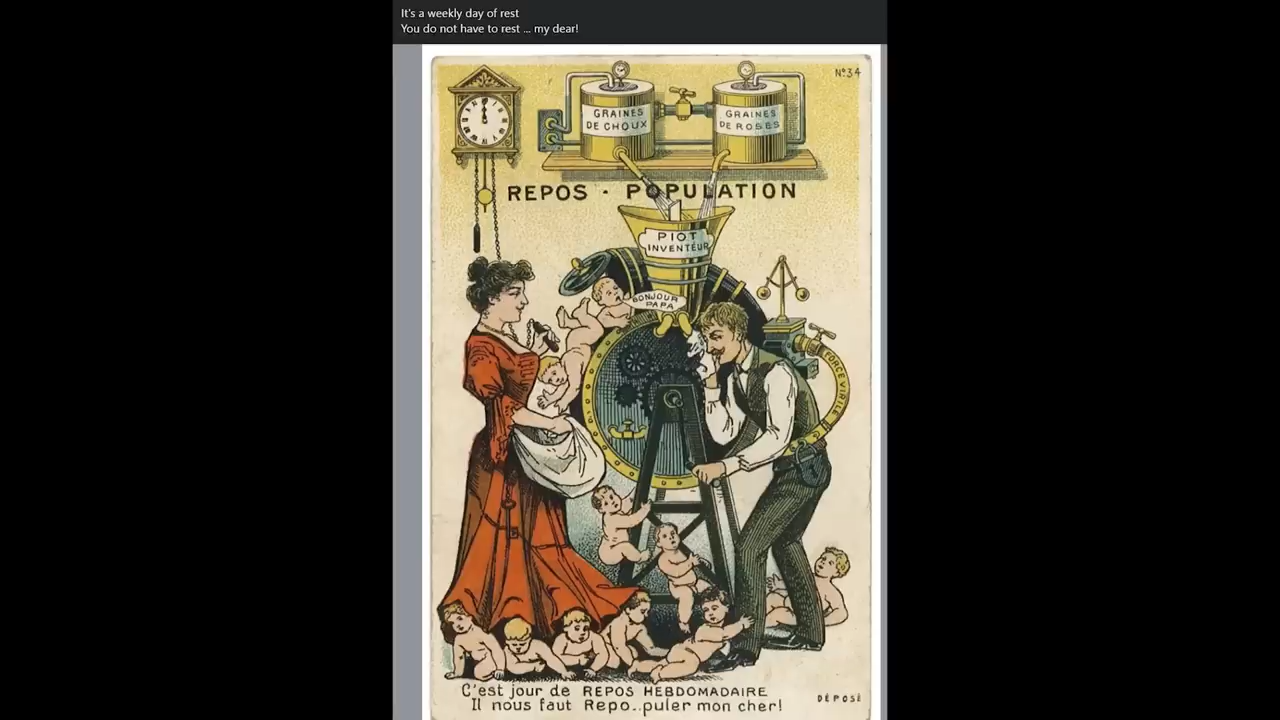 It's a weekly day of rest
You do not have to rest ... my dear!
Nº34
GRAINES
DE CHOUX
GRAINES
DE ROSES
REPOS · POPULATION
PIOT
INVENTEUR
BONJOUR
PAPA
FORCE VIRILE
C'est jour de REPOS HEBDOMADAIRE
Il nous faut Repo..puler mon cher!
DÉPOSÉ